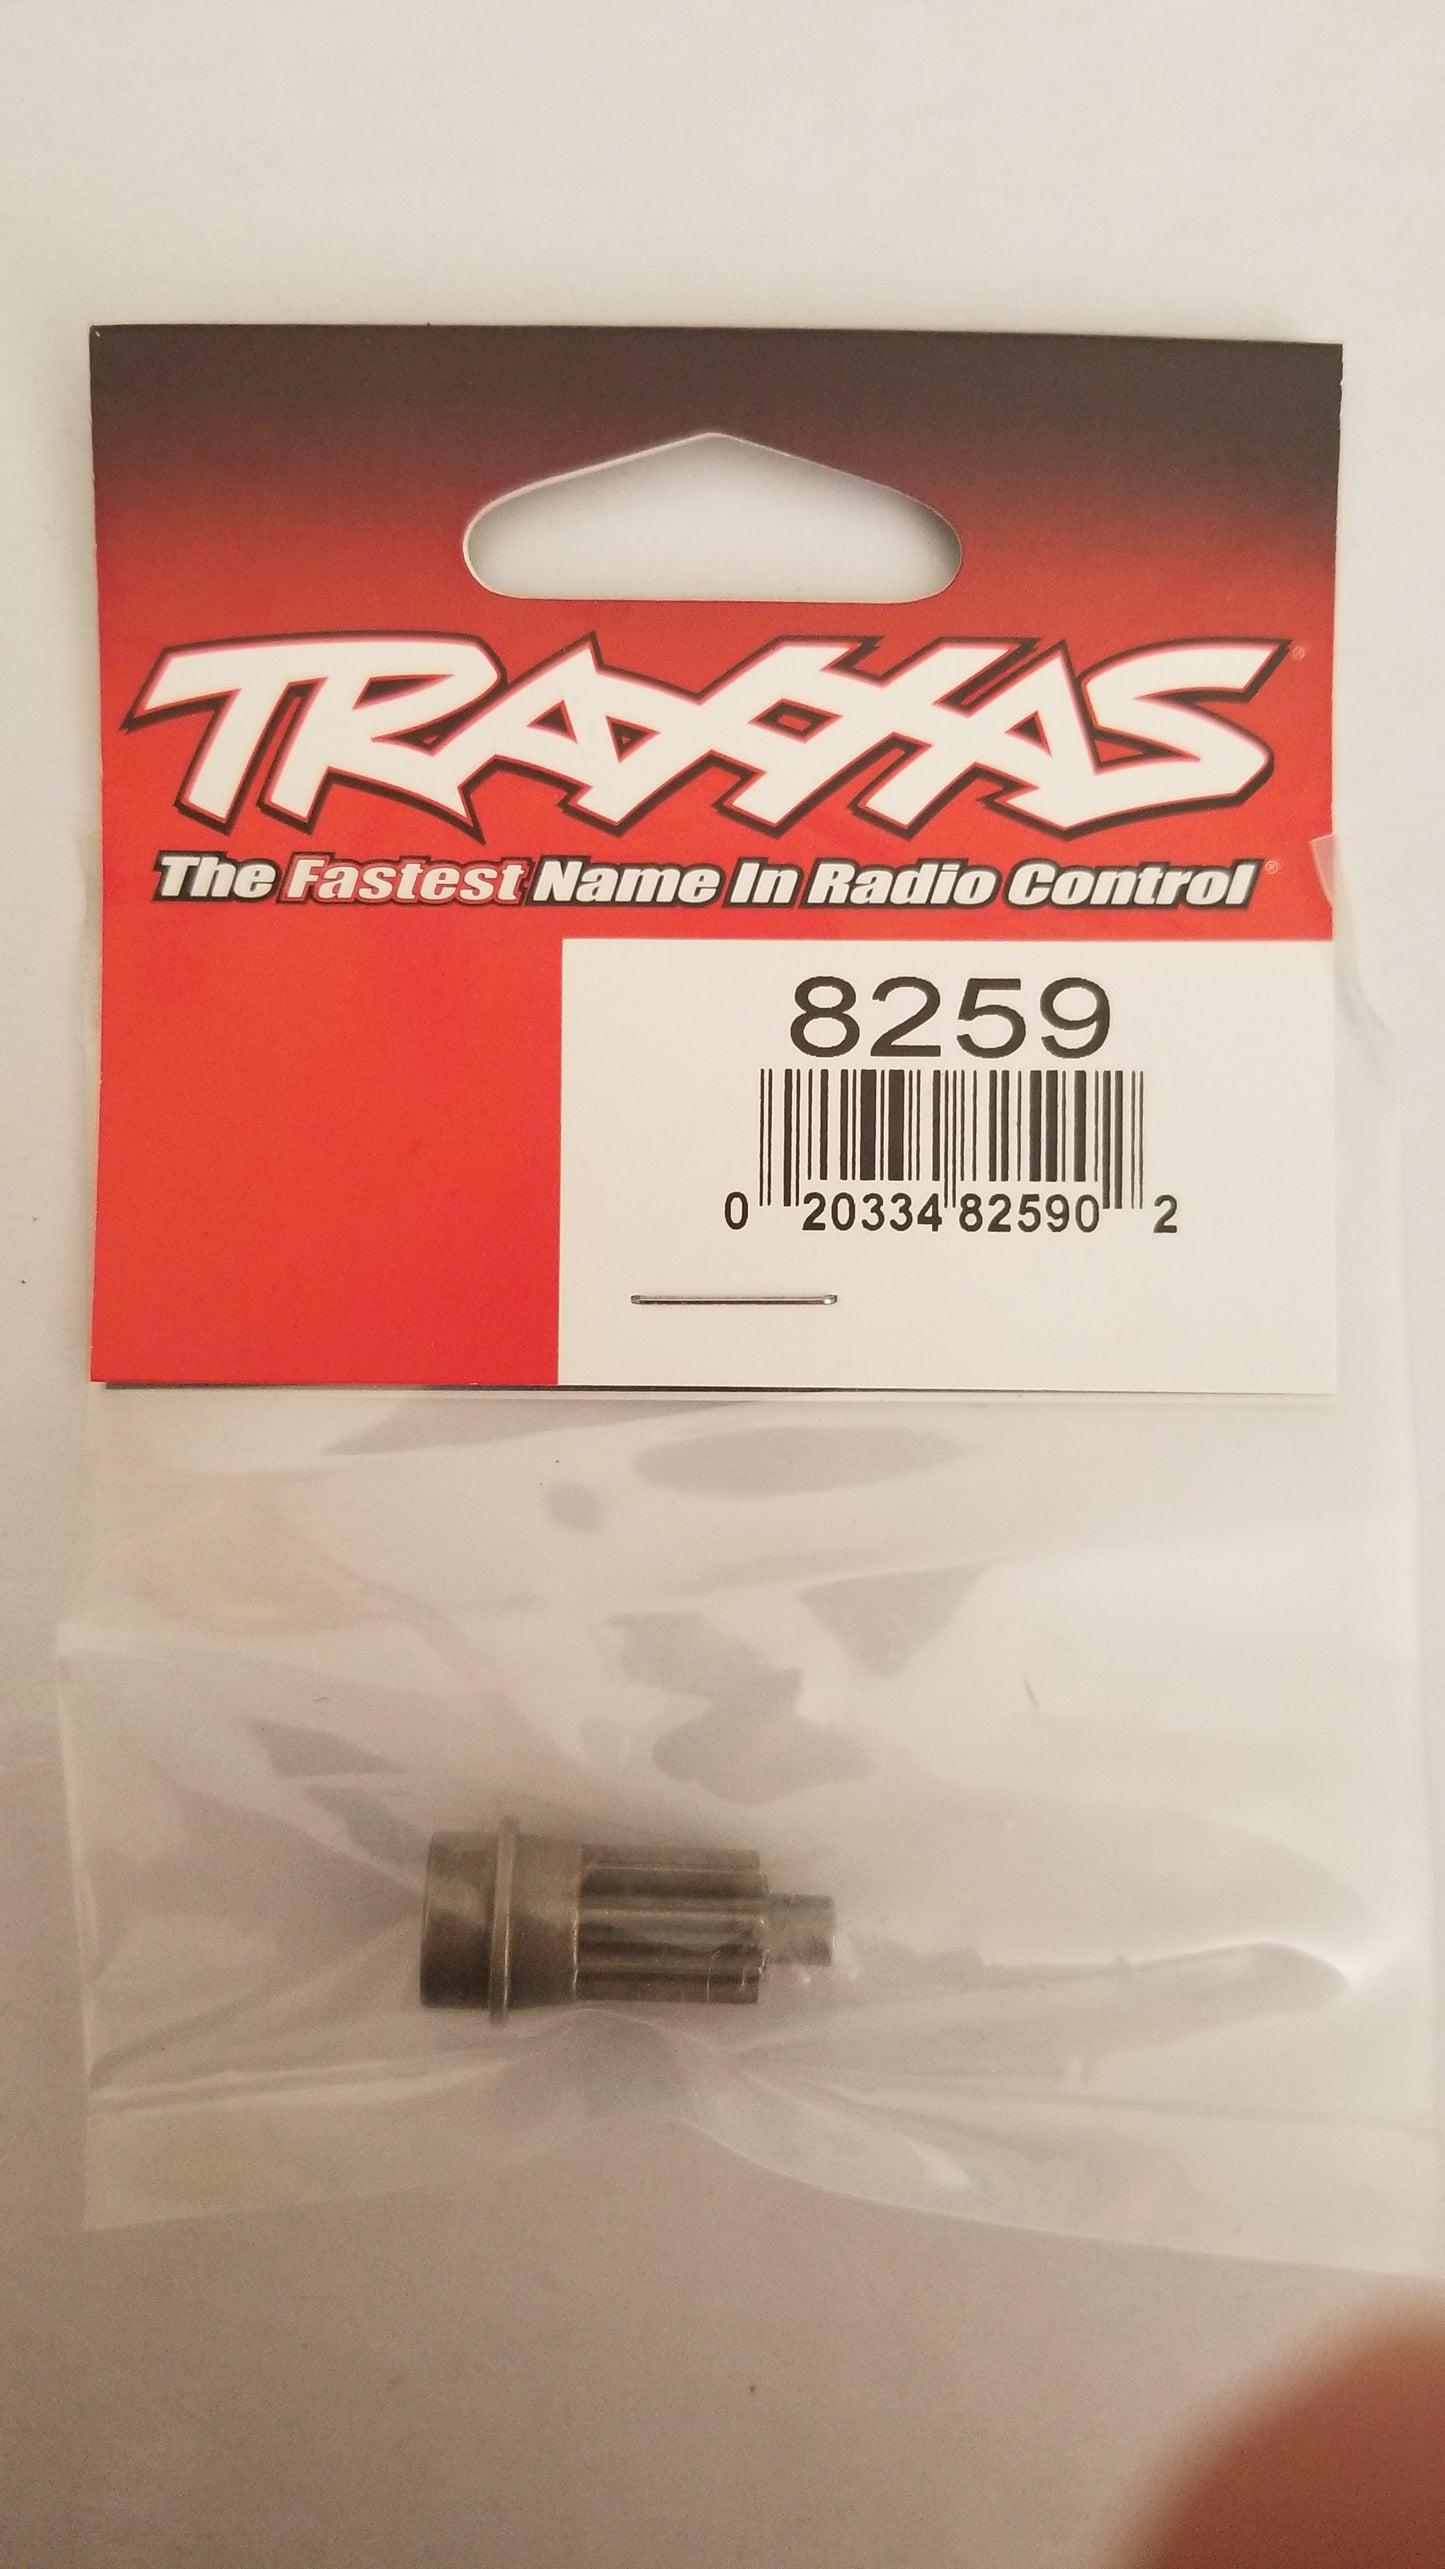 TRAXXAS®
The Fastest Name In Radio Control®
8259
0 20334 82590 2